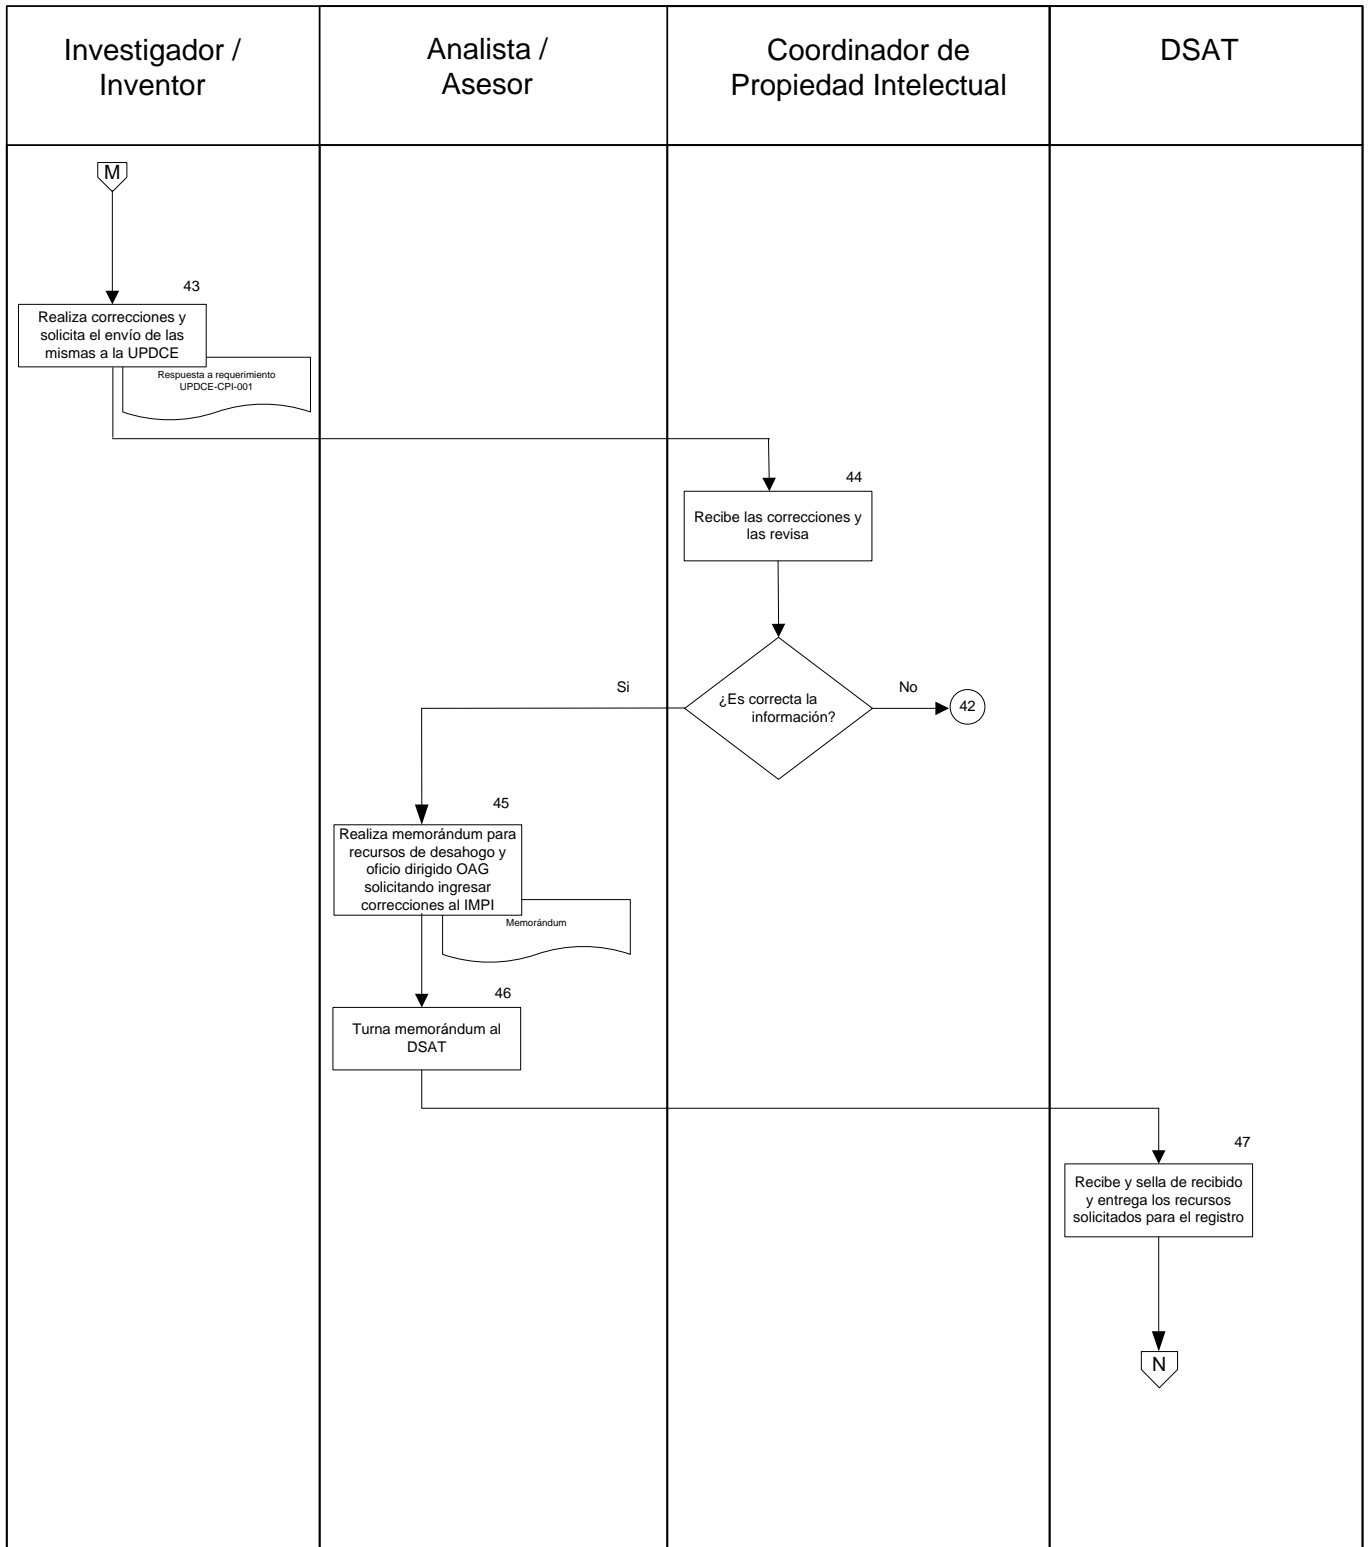 Investigador /
Inventor
Analista /
Asesor
Coordinador de
Propiedad Intelectual
DSAT
M
43
Realiza correcciones y
solicita el envío de las
mismas a la UPDCE
Respuesta a requerimiento
UPDCE-CPI-001
44
Recibe las correcciones y
las revisa
¿Es correcta la
información?
Si
No
42
45
Realiza memorándum para
recursos de desahogo y
oficio dirigido OAG
solicitando ingresar
correcciones al IMPI
Memorándum
46
Turna memorándum al
DSAT
47
Recibe y sella de recibido
y entrega los recursos
solicitados para el registro
N